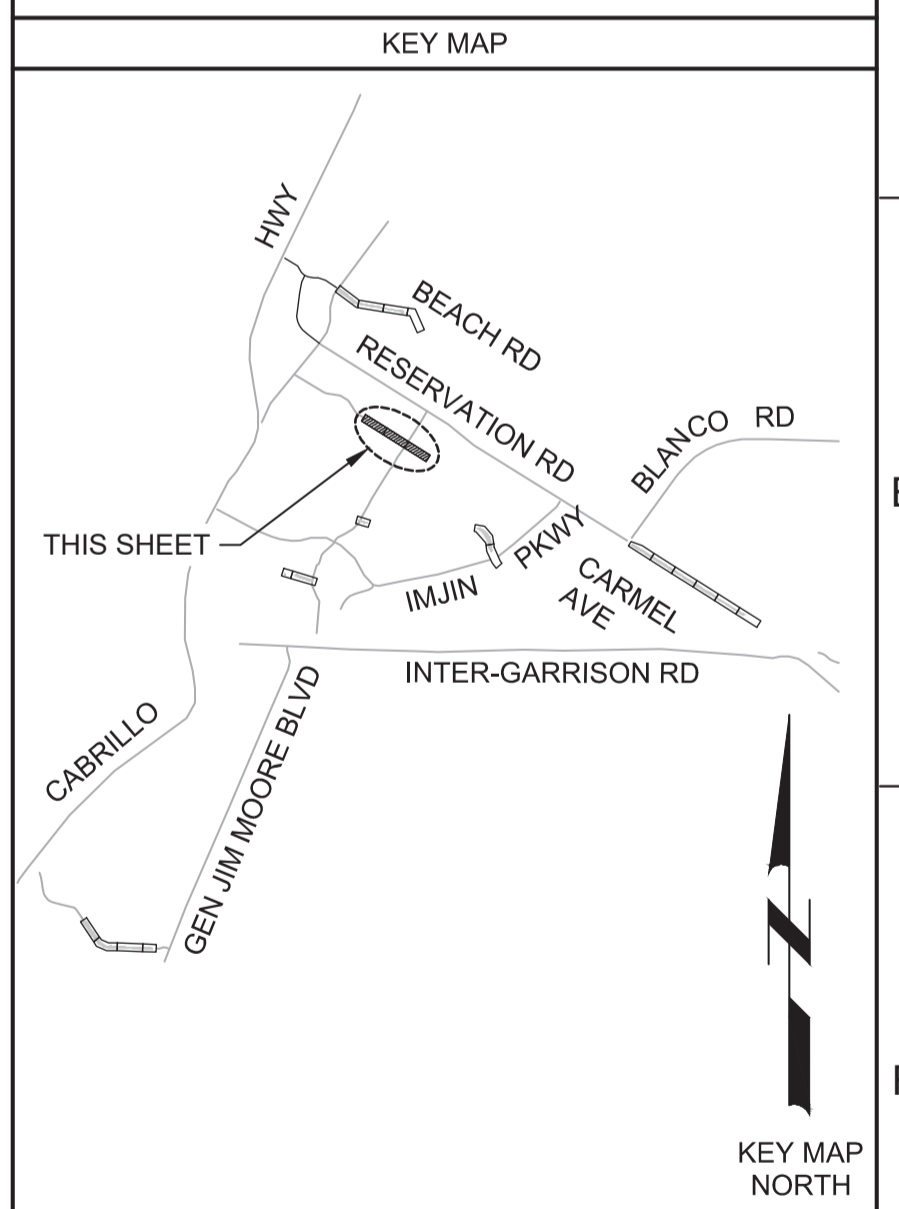 KEY MAP
HWY
BEACH RD
RESERVATION RD
BLANCO RD
THIS SHEET
IMJIN
PKWY
CARMEL
AVE
INTER-GARRISON RD
CABRILLO
GEN JIM MOORE BLVD
N
KEY MAP
NORTH